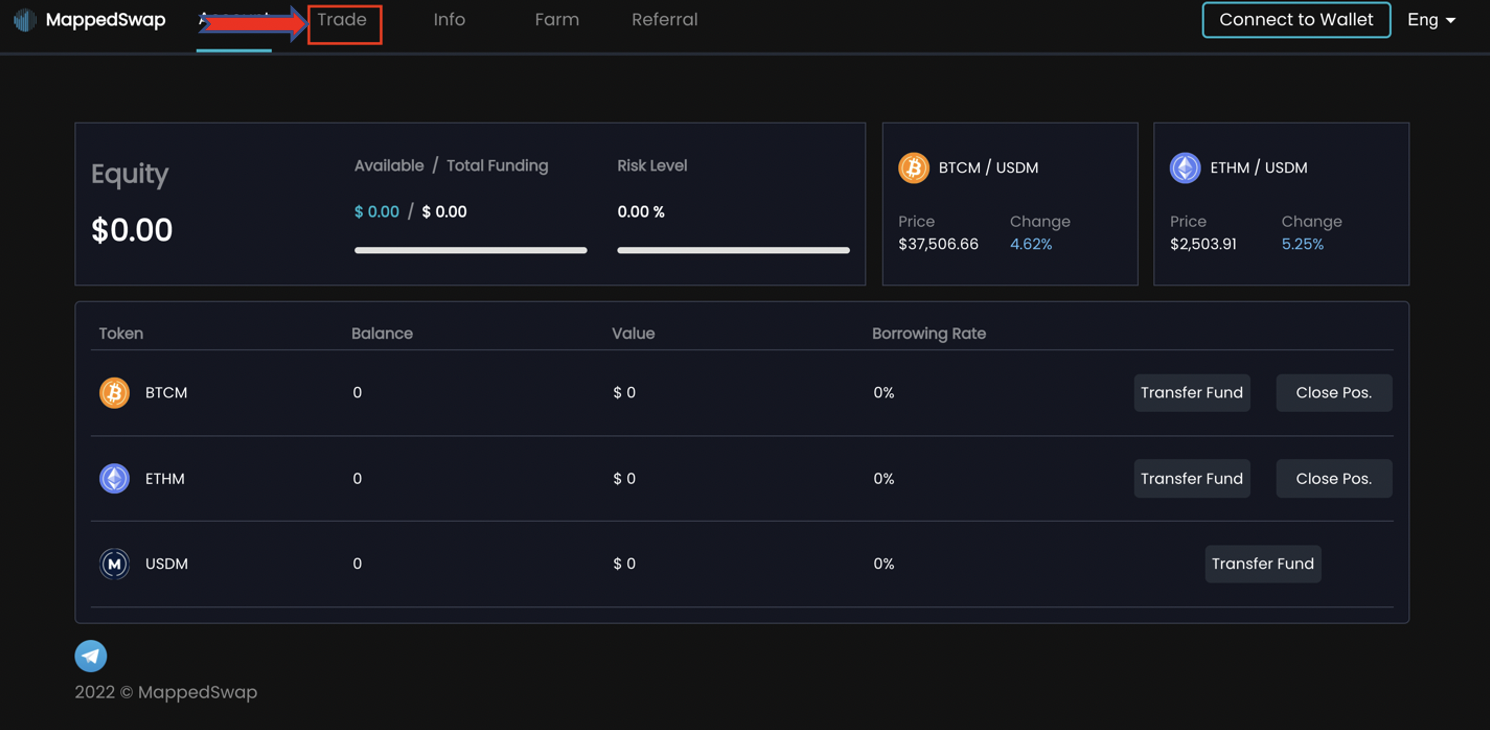 MappedSwap Trade Info Farm Referral Connect to Wallet Eng
Equity Available / Total Funding Risk Level BTCM / USDM ETHM / USDM
$0.00 $ 0.00 / $ 0.00 0.00 % Price Change Price Change
$37,506.66 4.62% $2,503.91 5.25%
Token Balance Value Borrowing Rate
BTCM 0 $ 0 0% Transfer Fund Close Pos.
ETHM 0 $ 0 0% Transfer Fund Close Pos.
M USDM 0 $ 0 0% Transfer Fund
2022 © MappedSwap